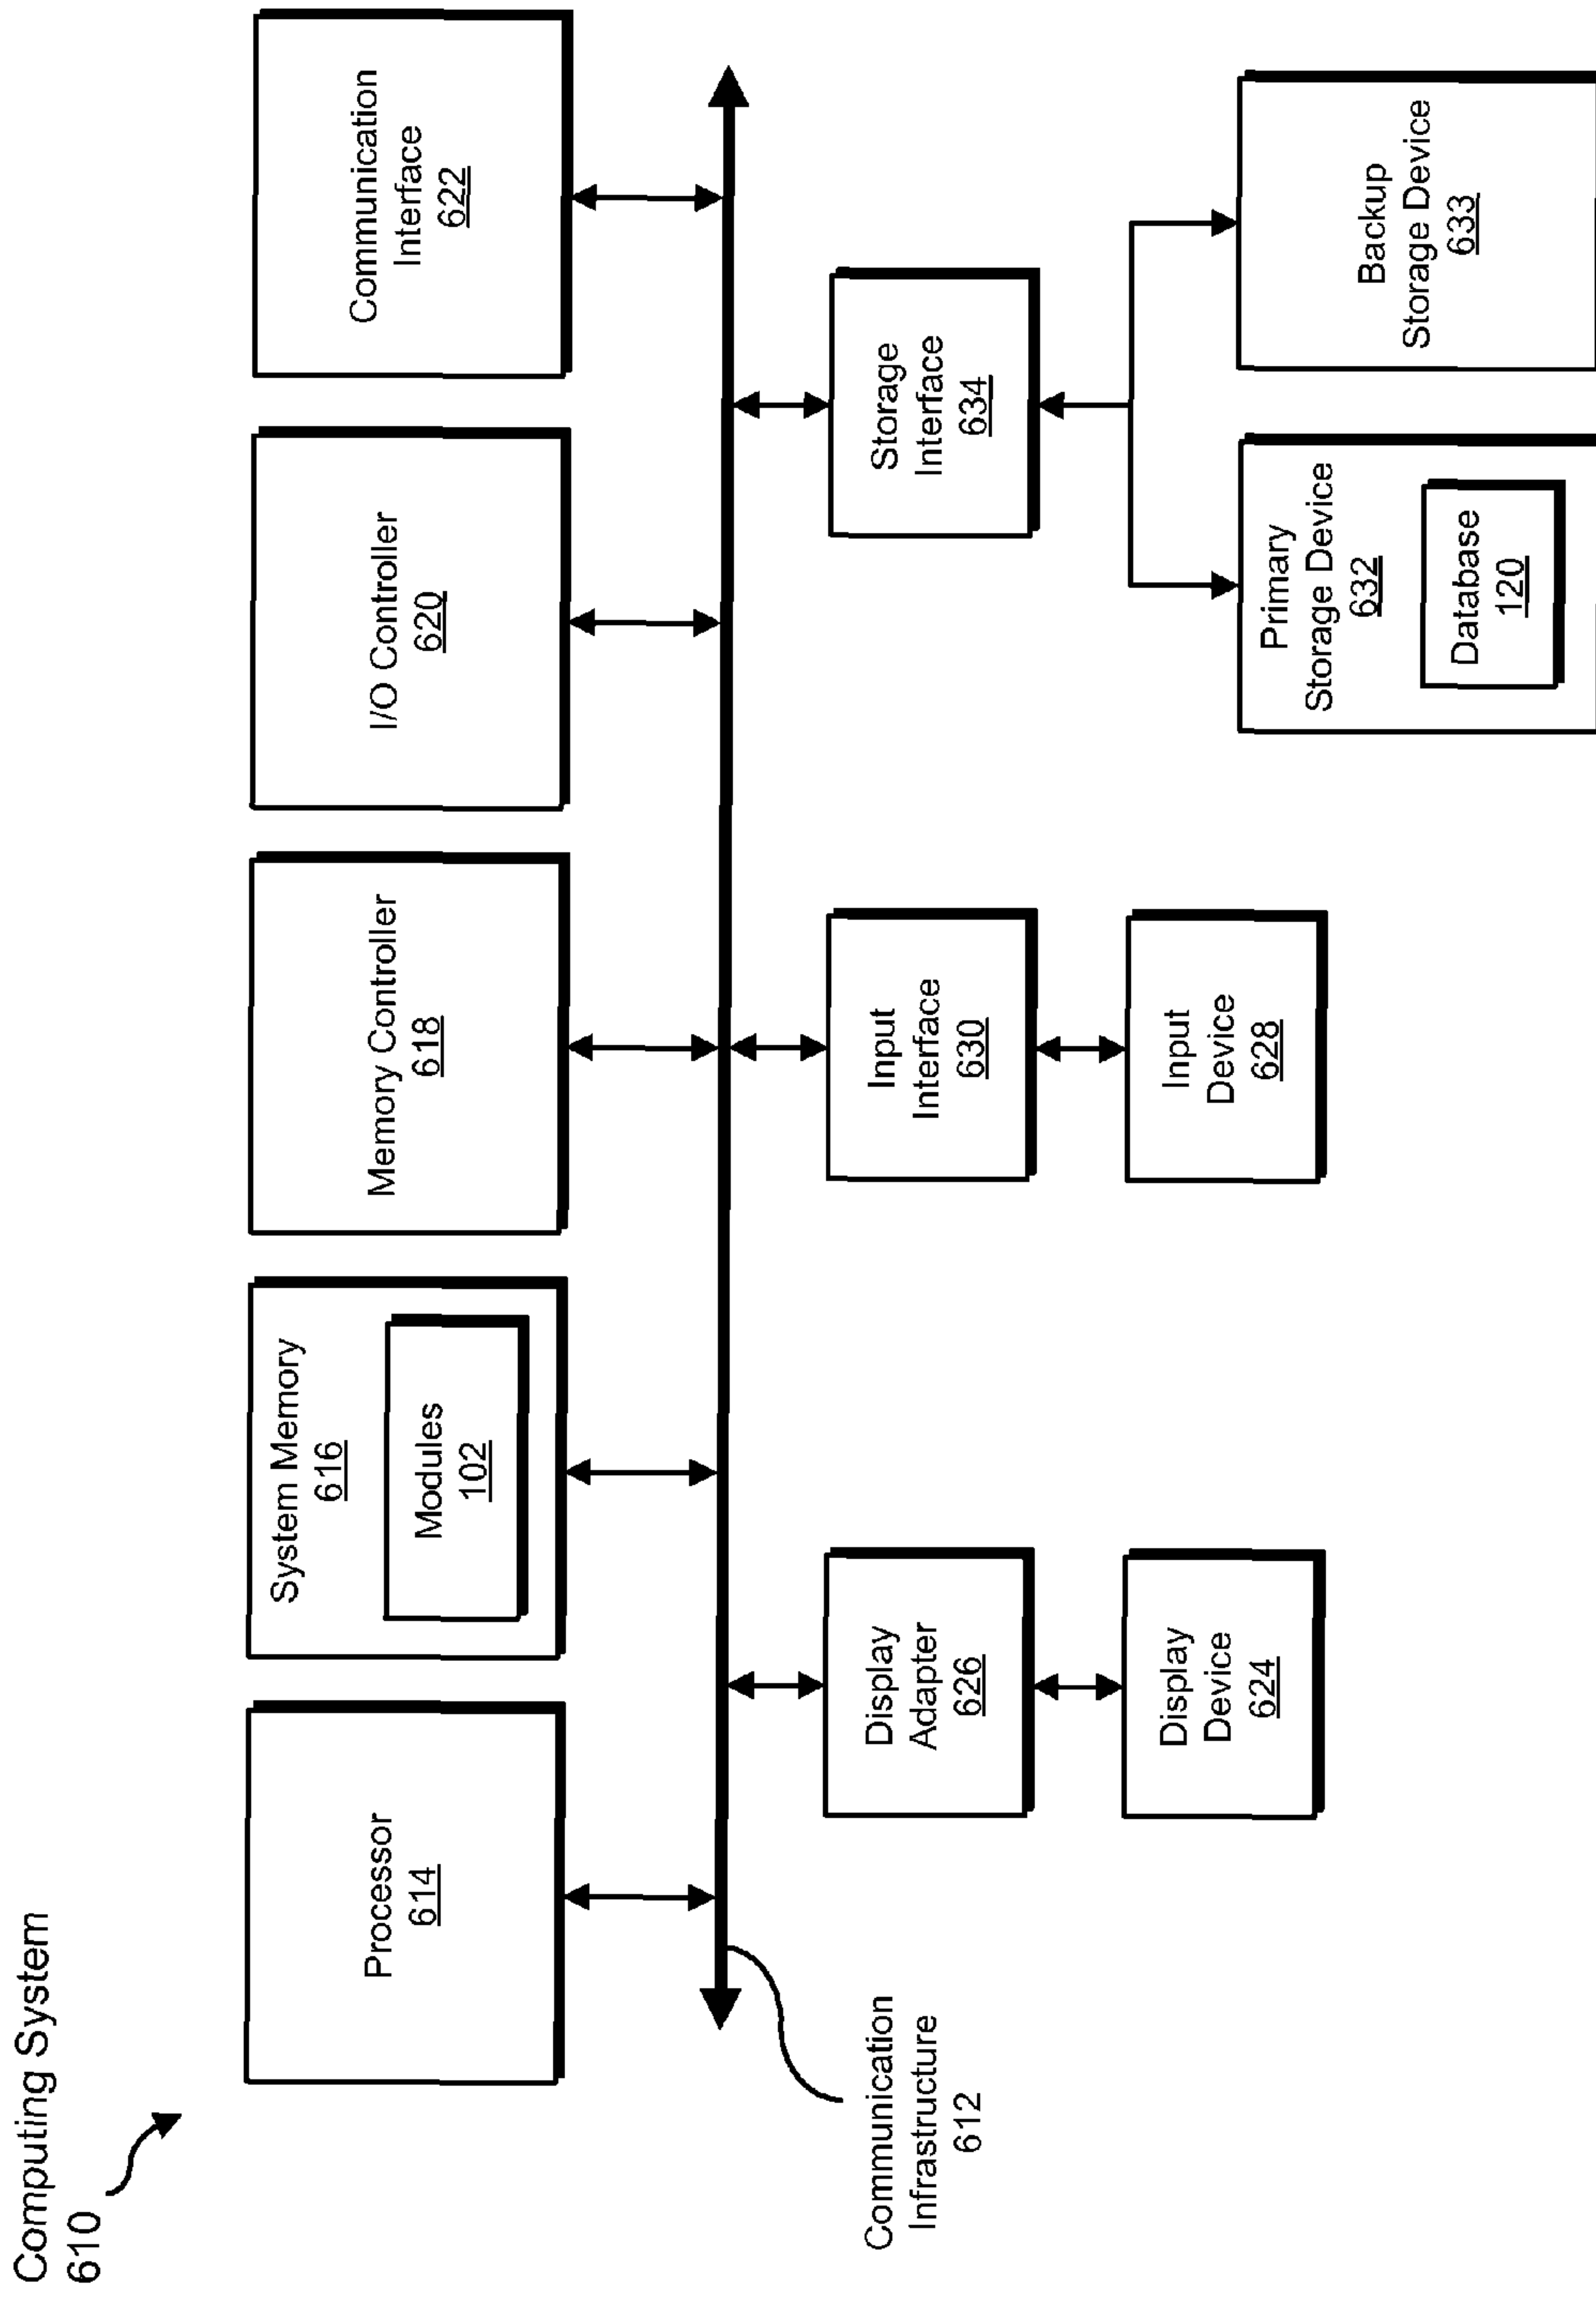 Computing System
610
Processor
614
System Memory
616
Modules
102
Memory Controller
618
I/O Controller
620
Communication
Interface
622
Communication
Infrastructure
612
Display
Adapter
626
Input
Interface
630
Storage
Interface
634
Display
Device
624
Input
Device
628
Primary
Storage Device
632
Database
120
Backup
Storage Device
633